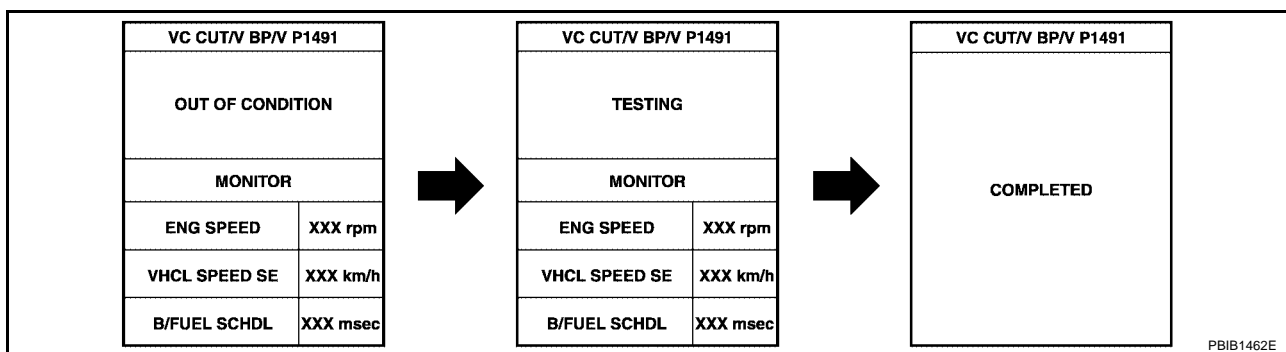 VC CUT/V BP/V P1491
OUT OF CONDITION
MONITOR
ENG SPEED XXX rpm
VHCL SPEED SE XXX km/h
B/FUEL SCHDL XXX msec
VC CUT/V BP/V P1491
TESTING
MONITOR
ENG SPEED XXX rpm
VHCL SPEED SE XXX km/h
B/FUEL SCHDL XXX msec
VC CUT/V BP/V P1491
COMPLETED
PBIB1462E